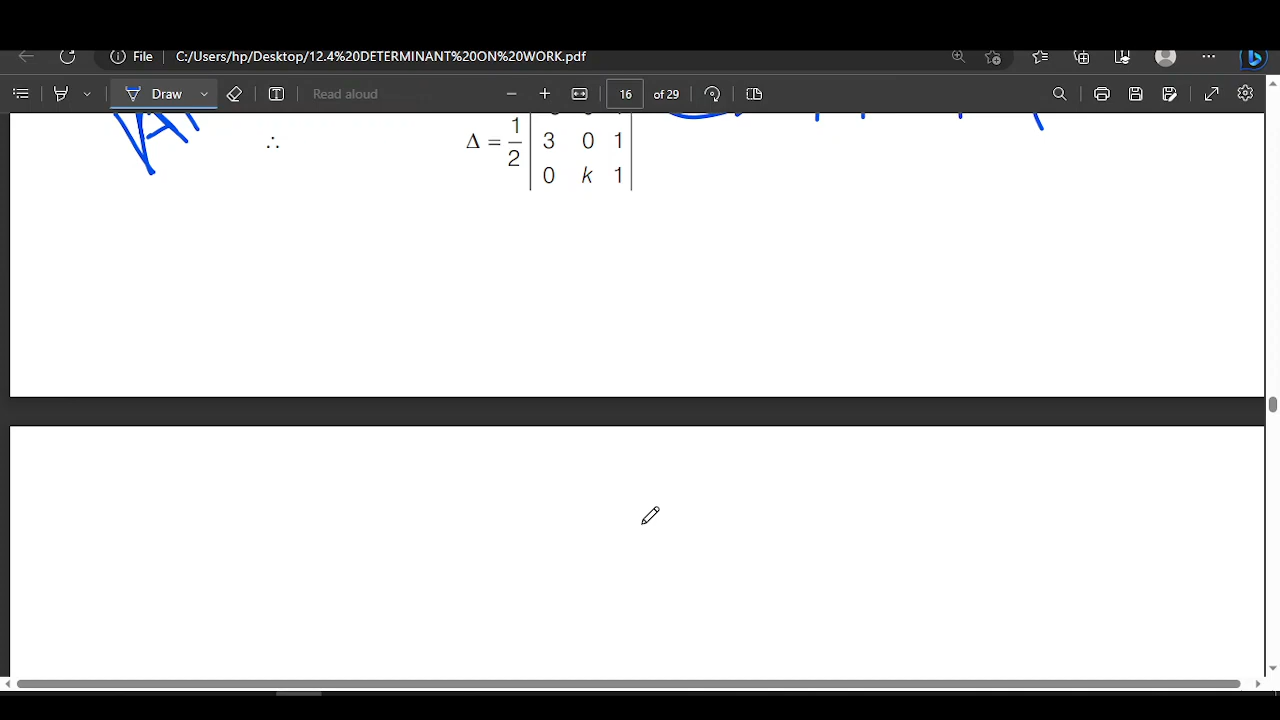 File C:/Users/hp/Desktop/12.4%20DETERMINANT%20ON%20WORK.pdf
Draw Read aloud 16 of 29
∴ Δ = 1/2 | 3 0 1 |
0 k 1